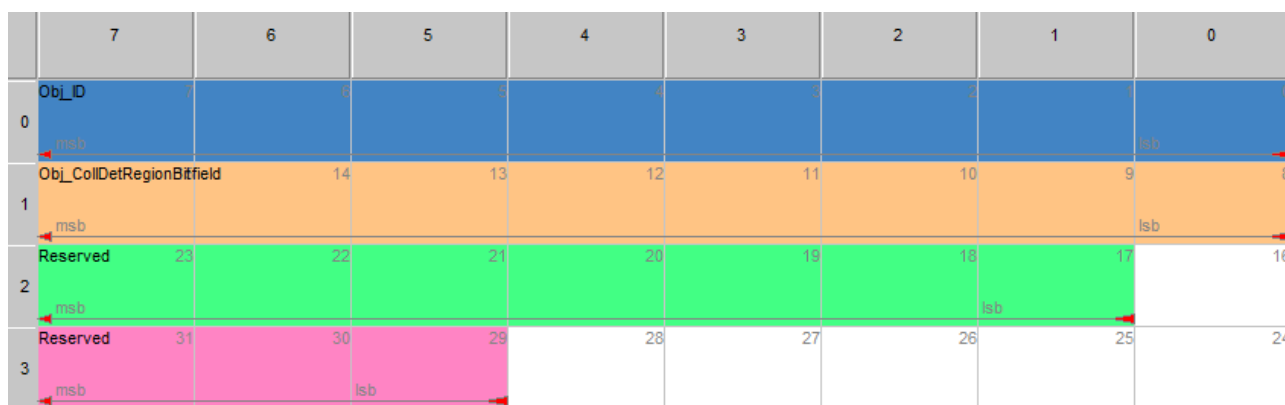 7 6 5 4 3 2 1 0
Obj_ID 7 6 5 4 3 2 1
0
msb lsb
Obj_CollDetRegionBitfield 14 13 12 11 10 9 8
1
msb lsb
Reserved 23 22 21 20 19 18 17 16
2
msb lsb
Reserved 31 30 29 28 27 26 25 24
3
msb lsb